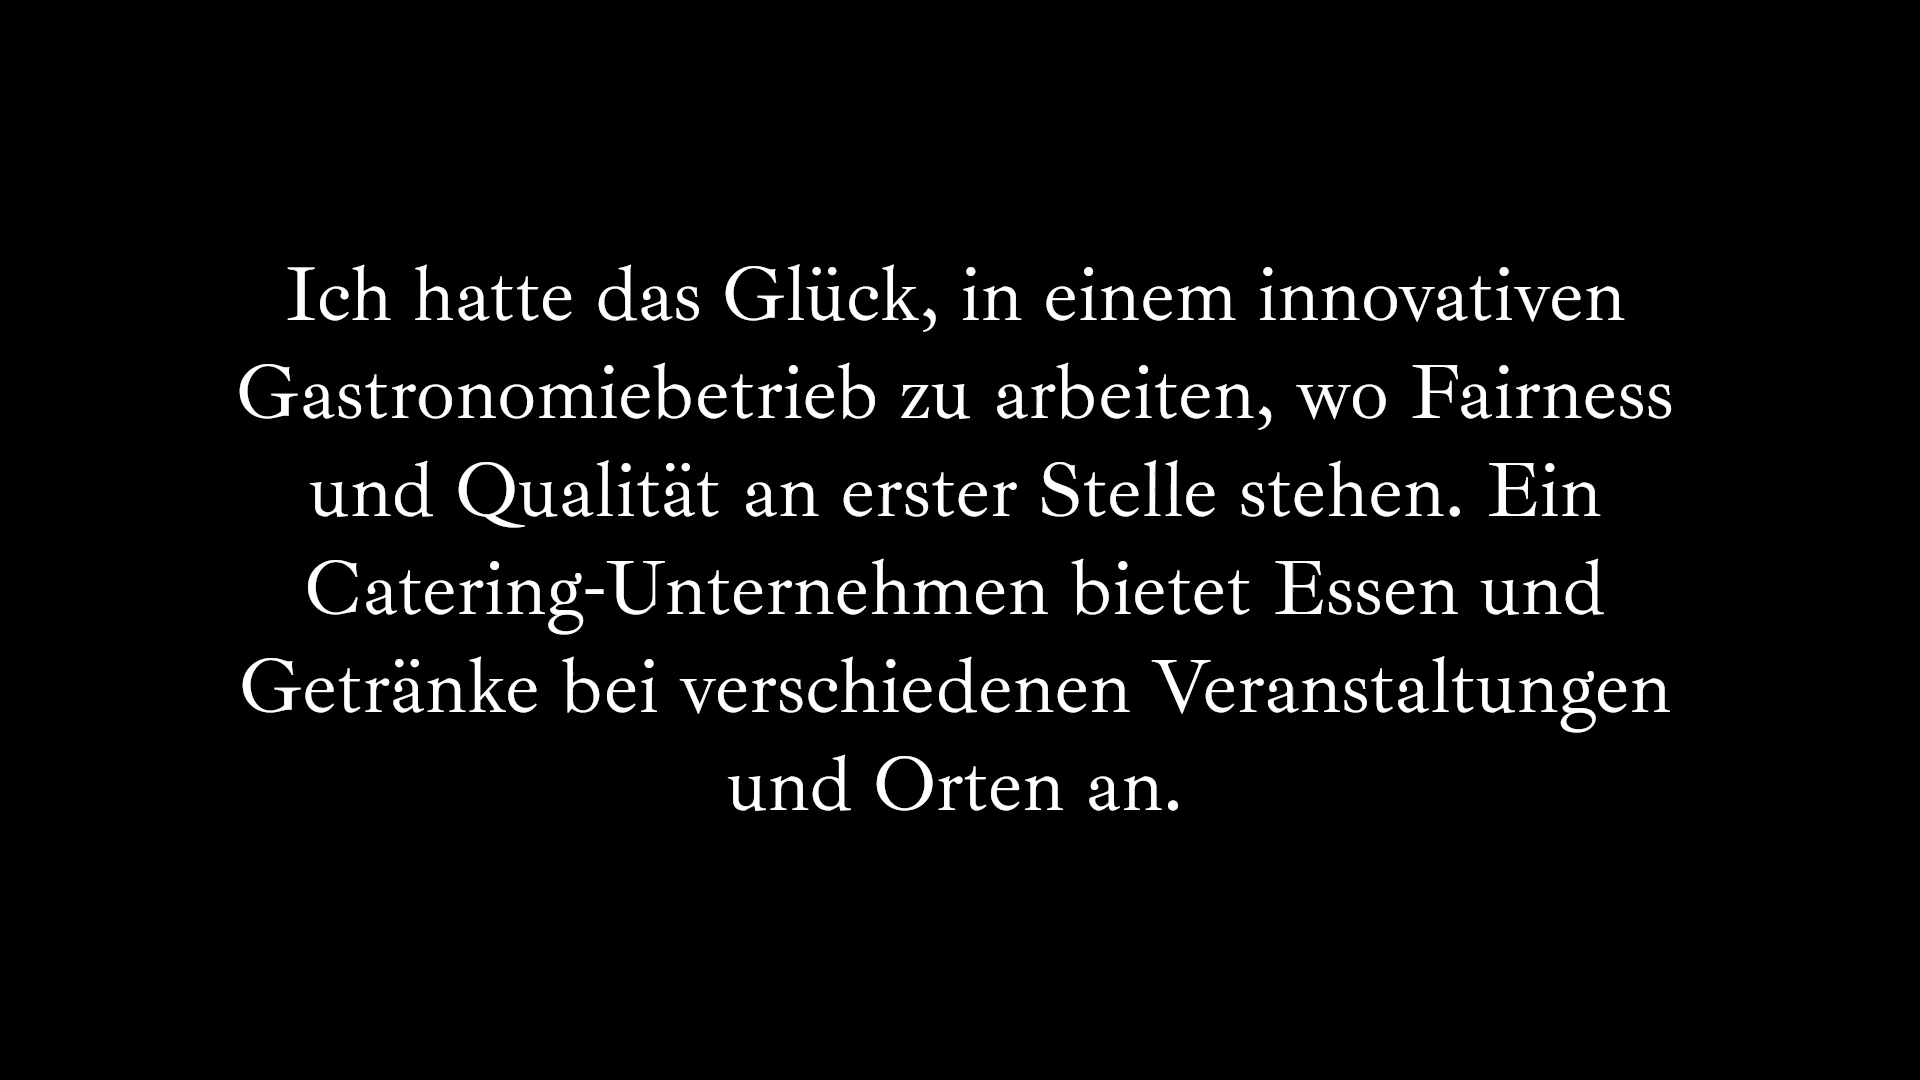 Ich hatte das Glück, in einem innovativen
Gastronomiebetrieb zu arbeiten, wo Fairness
und Qualität an erster Stelle stehen. Ein
Catering-Unternehmen bietet Essen und
Getränke bei verschiedenen Veranstaltungen
und Orten an.